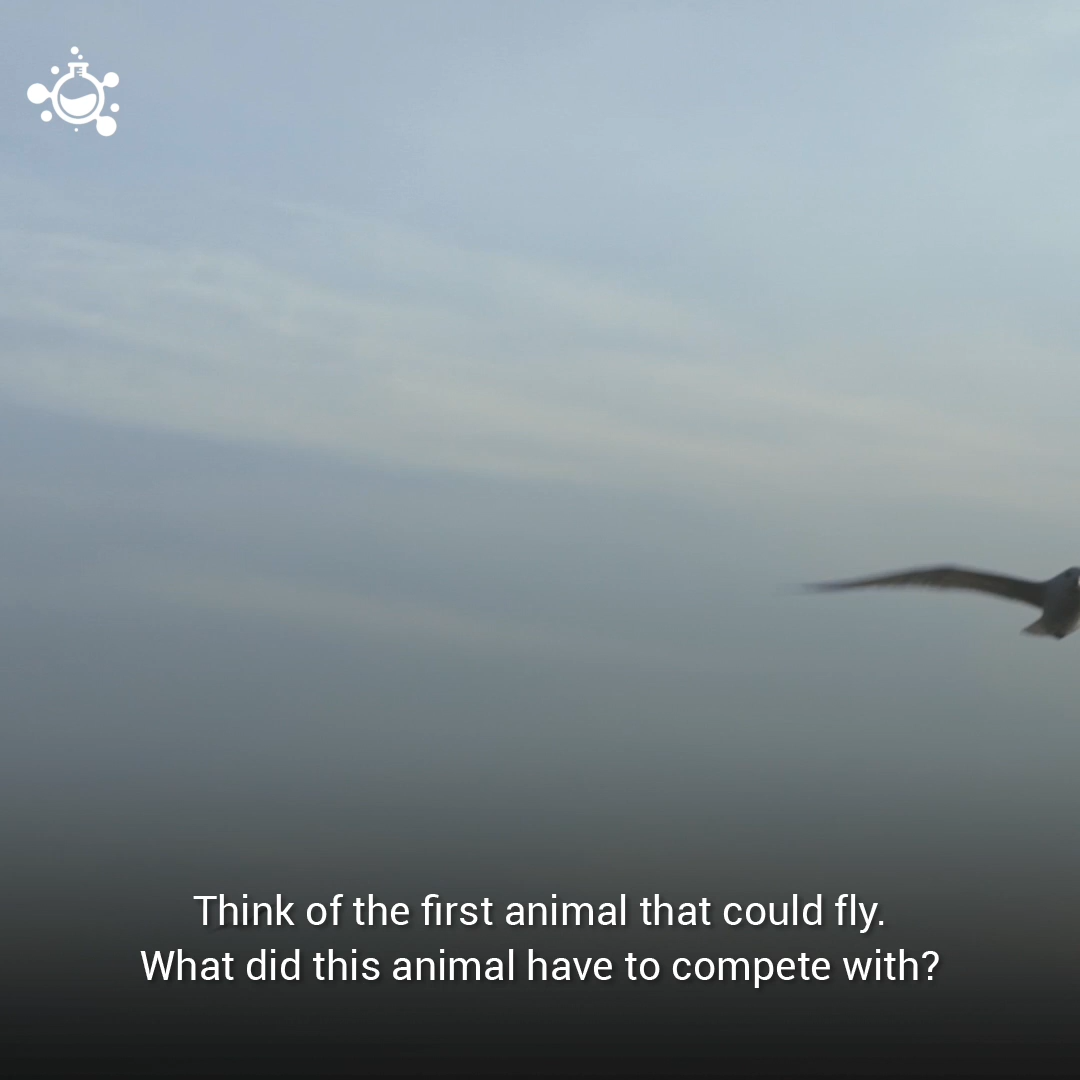 Think of the first animal that could fly.
What did this animal have to compete with?